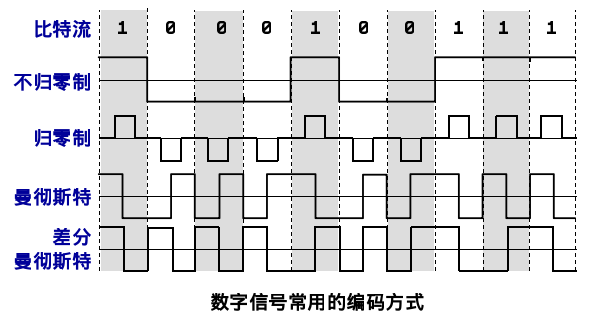 比特流 1 0 0 0 1 0 0 1 1 1
不归零制
归零制
曼彻斯特
差分
曼彻斯特
数字信号常用的编码方式